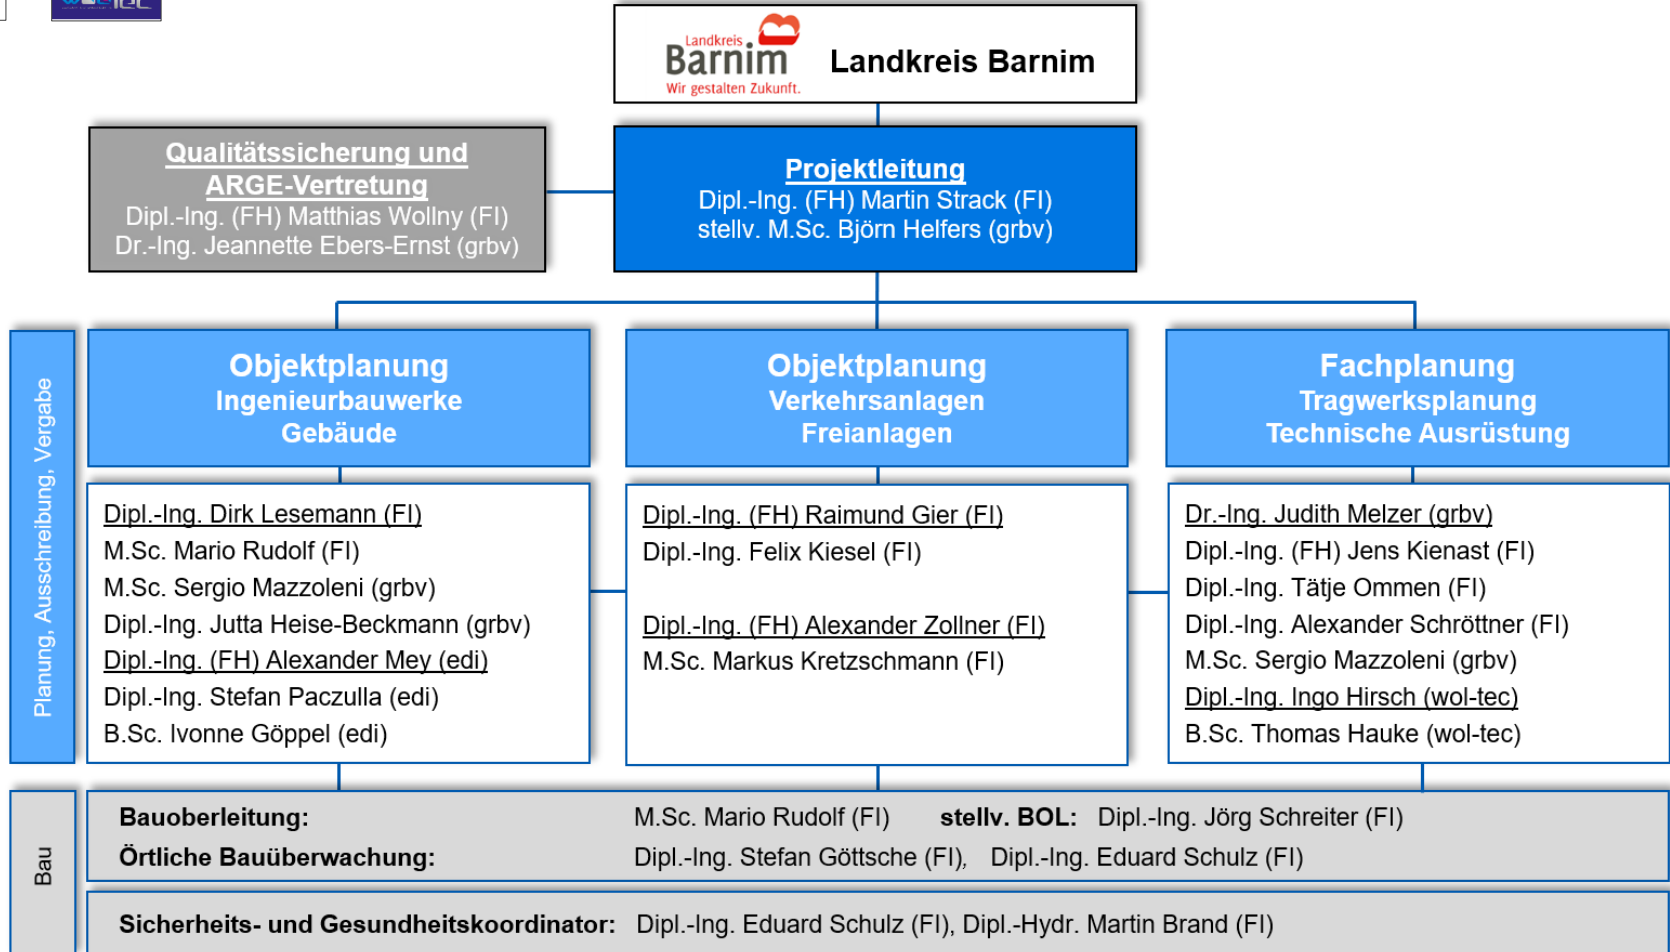 Landkreis
Barnim
Wir gestalten Zukunft.
Landkreis Barnim
Qualitätssicherung und
ARGE-Vertretung
Dipl.-Ing. (FH) Matthias Wollny (FI)
Dr.-Ing. Jeannette Ebers-Ernst (grbv)
Projektleitung
Dipl.-Ing. (FH) Martin Strack (FI)
stellv. M.Sc. Björn Helfers (grbv)
Planung, Ausschreibung, Vergabe
Objektplanung
Ingenieurbauwerke
Gebäude
Objektplanung
Verkehrsanlagen
Freianlagen
Fachplanung
Tragwerksplanung
Technische Ausrüstung
Dipl.-Ing. Dirk Lesemann (FI)
M.Sc. Mario Rudolf (FI)
M.Sc. Sergio Mazzoleni (grbv)
Dipl.-Ing. Jutta Heise-Beckmann (grbv)
Dipl.-Ing. (FH) Alexander Mey (edi)
Dipl.-Ing. Stefan Paczulla (edi)
B.Sc. Ivonne Göppel (edi)
Dipl.-Ing. (FH) Raimund Gier (FI)
Dipl.-Ing. Felix Kiesel (FI)
Dipl.-Ing. (FH) Alexander Zollner (FI)
M.Sc. Markus Kretzschmann (FI)
Dr.-Ing. Judith Melzer (grbv)
Dipl.-Ing. (FH) Jens Kienast (FI)
Dipl.-Ing. Tätje Ommen (FI)
Dipl.-Ing. Alexander Schröttner (FI)
M.Sc. Sergio Mazzoleni (grbv)
Dipl.-Ing. Ingo Hirsch (wol-tec)
B.Sc. Thomas Hauke (wol-tec)
Bau
Bauoberleitung: M.Sc. Mario Rudolf (FI) stellv. BOL: Dipl.-Ing. Jörg Schreiter (FI)
Örtliche Bauüberwachung: Dipl.-Ing. Stefan Göttsche (FI), Dipl.-Ing. Eduard Schulz (FI)
Sicherheits- und Gesundheitskoordinator: Dipl.-Ing. Eduard Schulz (FI), Dipl.-Hydr. Martin Brand (FI)